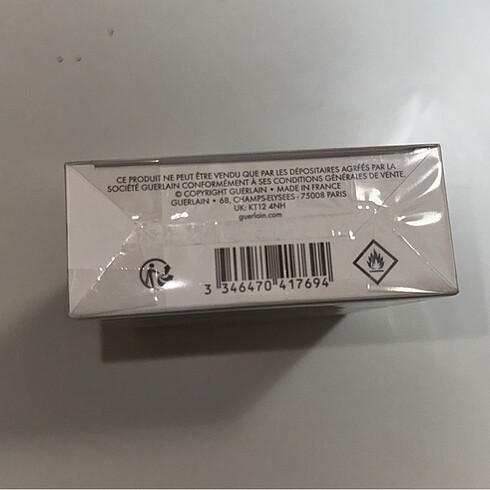 CE PRODUIT NE PEUT ÊTRE VENDU QUE PAR LES DÉPOSITAIRES AGRÉÉS PAR LA
SOCIÉTÉ GUERLAIN CONFORMÉMENT À SES CONDITIONS GÉNÉRALES DE VENTE.
© COPYRIGHT GUERLAIN • MADE IN FRANCE
GUERLAIN • 68, CHAMPS-ELYSEES - 75008 PARIS
UK: KT12 4NH
guerlain.com
3 346470 417694